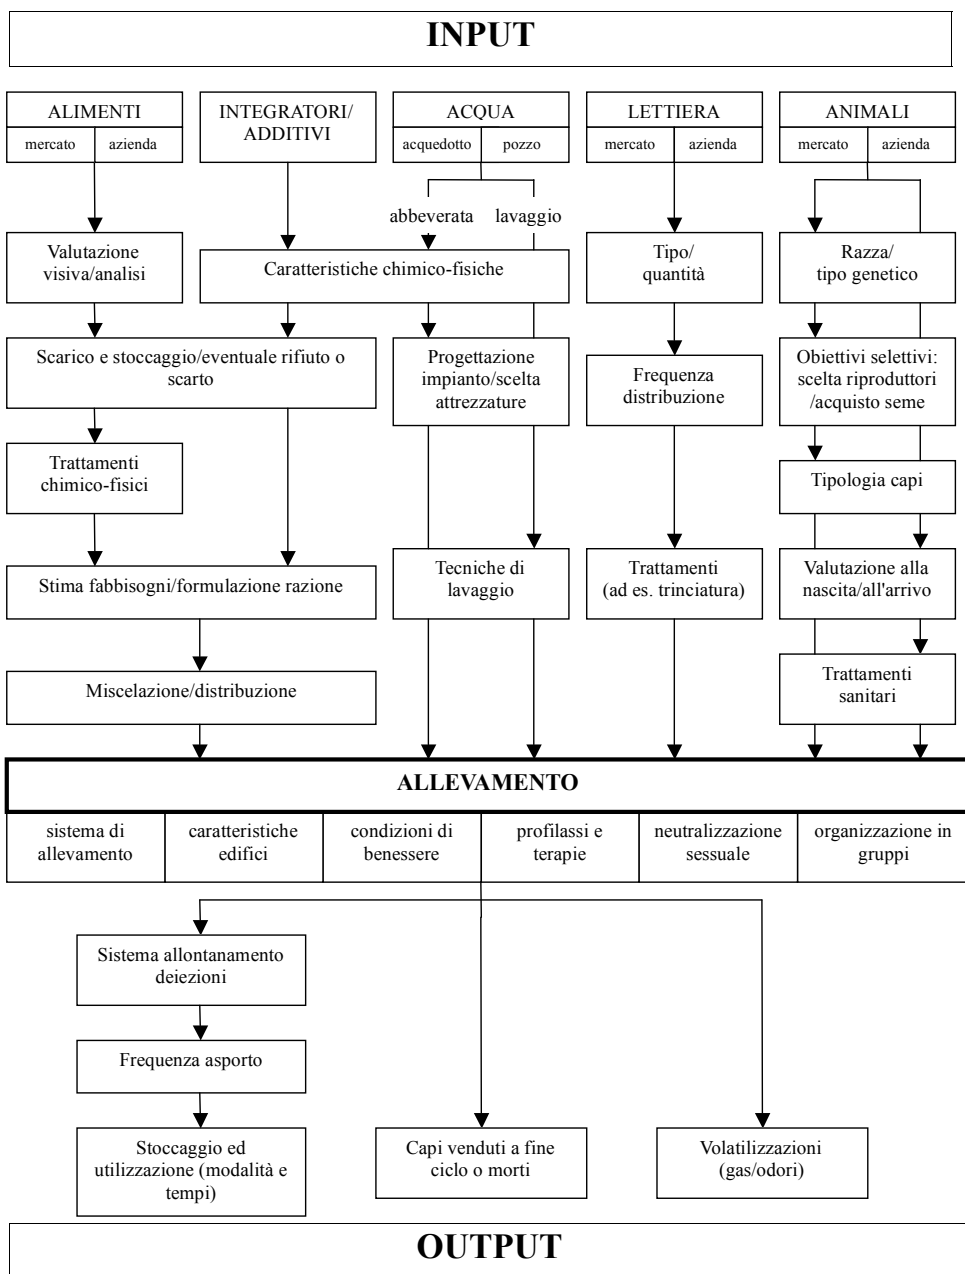 INPUT
ALIMENTI
mercato
azienda
INTEGRATORI/
ADDITIVI
ACQUA
acquedotto
pozzo
LETTIERA
mercato
azienda
ANIMALI
mercato
azienda
abbeverata
lavaggio
Valutazione
visiva/analisi
Caratteristiche chimico-fisiche
Tipo/
quantità
Razza/
tipo genetico
Scarico e stoccaggio/eventuale rifiuto o
scarto
Progettazione
impianto/scelta
attrezzature
Frequenza
distribuzione
Obiettivi selettivi:
scelta riproduttori
/acquisto seme
Trattamenti
chimico-fisici
Tipologia capi
Stima fabbisogni/formulazione razione
Tecniche di
lavaggio
Trattamenti
(ad es. trinciatura)
Valutazione alla
nascita/all'arrivo
Miscelazione/distribuzione
Trattamenti
sanitari
ALLEVAMENTO
sistema di
allevamento
caratteristiche
edifici
condizioni di
benessere
profilassi e
terapie
neutralizzazione
sessuale
organizzazione in
gruppi
Sistema allontanamento
deiezioni
Frequenza asporto
Stoccaggio ed
utilizzazione (modalità e
tempi)
Capi venduti a fine
ciclo o morti
Volatilizzazioni
(gas/odori)
OUTPUT